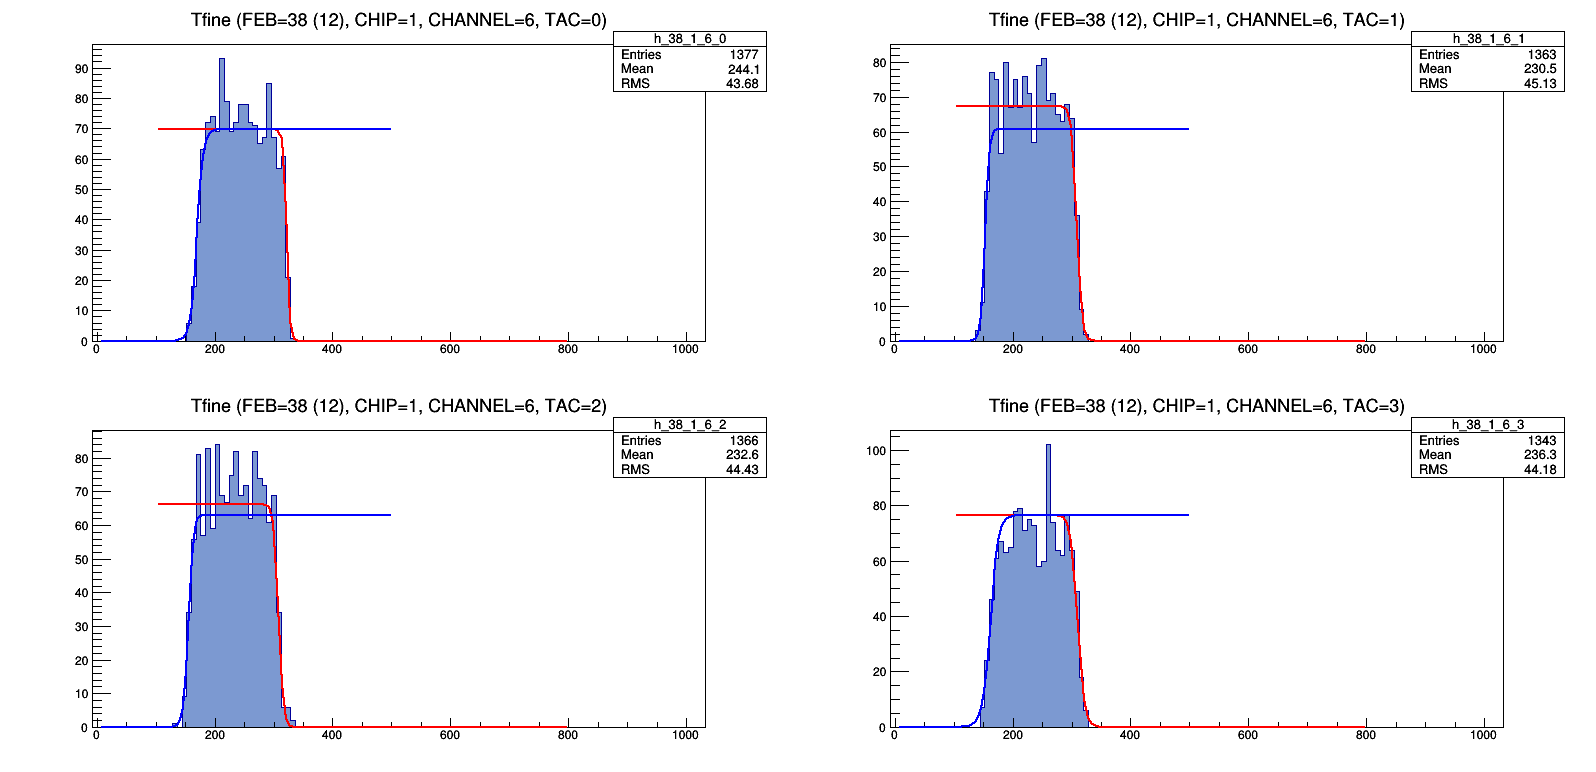 Tfine (FEB=38 (12), CHIP=1, CHANNEL=6, TAC=0)
h_38_1_6_0
Entries 1377
Mean 244.1
RMS 43.68
90
80
70
60
50
40
30
20
10
0
0 200 400 600 800 1000
Tfine (FEB=38 (12), CHIP=1, CHANNEL=6, TAC=1)
h_38_1_6_1
Entries 1363
Mean 230.5
RMS 45.13
80
70
60
50
40
30
20
10
0
0 200 400 600 800 1000
Tfine (FEB=38 (12), CHIP=1, CHANNEL=6, TAC=2)
h_38_1_6_2
Entries 1366
Mean 232.6
RMS 44.43
80
70
60
50
40
30
20
10
0
0 200 400 600 800 1000
Tfine (FEB=38 (12), CHIP=1, CHANNEL=6, TAC=3)
h_38_1_6_3
Entries 1343
Mean 236.3
RMS 44.18
100
80
60
40
20
0
0 200 400 600 800 1000